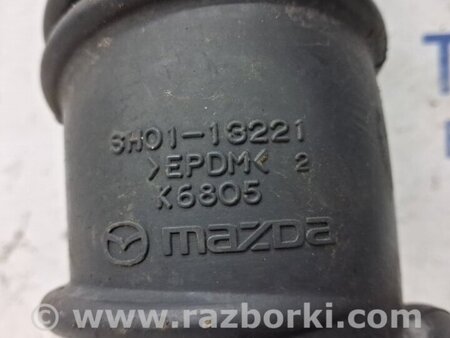 SH01-13221
>EPDM< 2
K6805
mazda
© www.razborki.com